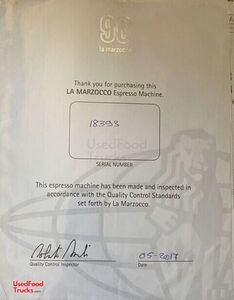 90
la marzocco
Thank you for purchasing this
LA MARZOCCO Espresso Machine.
18393
UsedFood
Trucks.com
SERIAL NUMBER
This espresso machine has been made and inspected in
accordance with the Quality Control Standards
set forth by La Marzocco.
05-2017
Quality Control Inspector
Date
UsedFood
Trucks.com